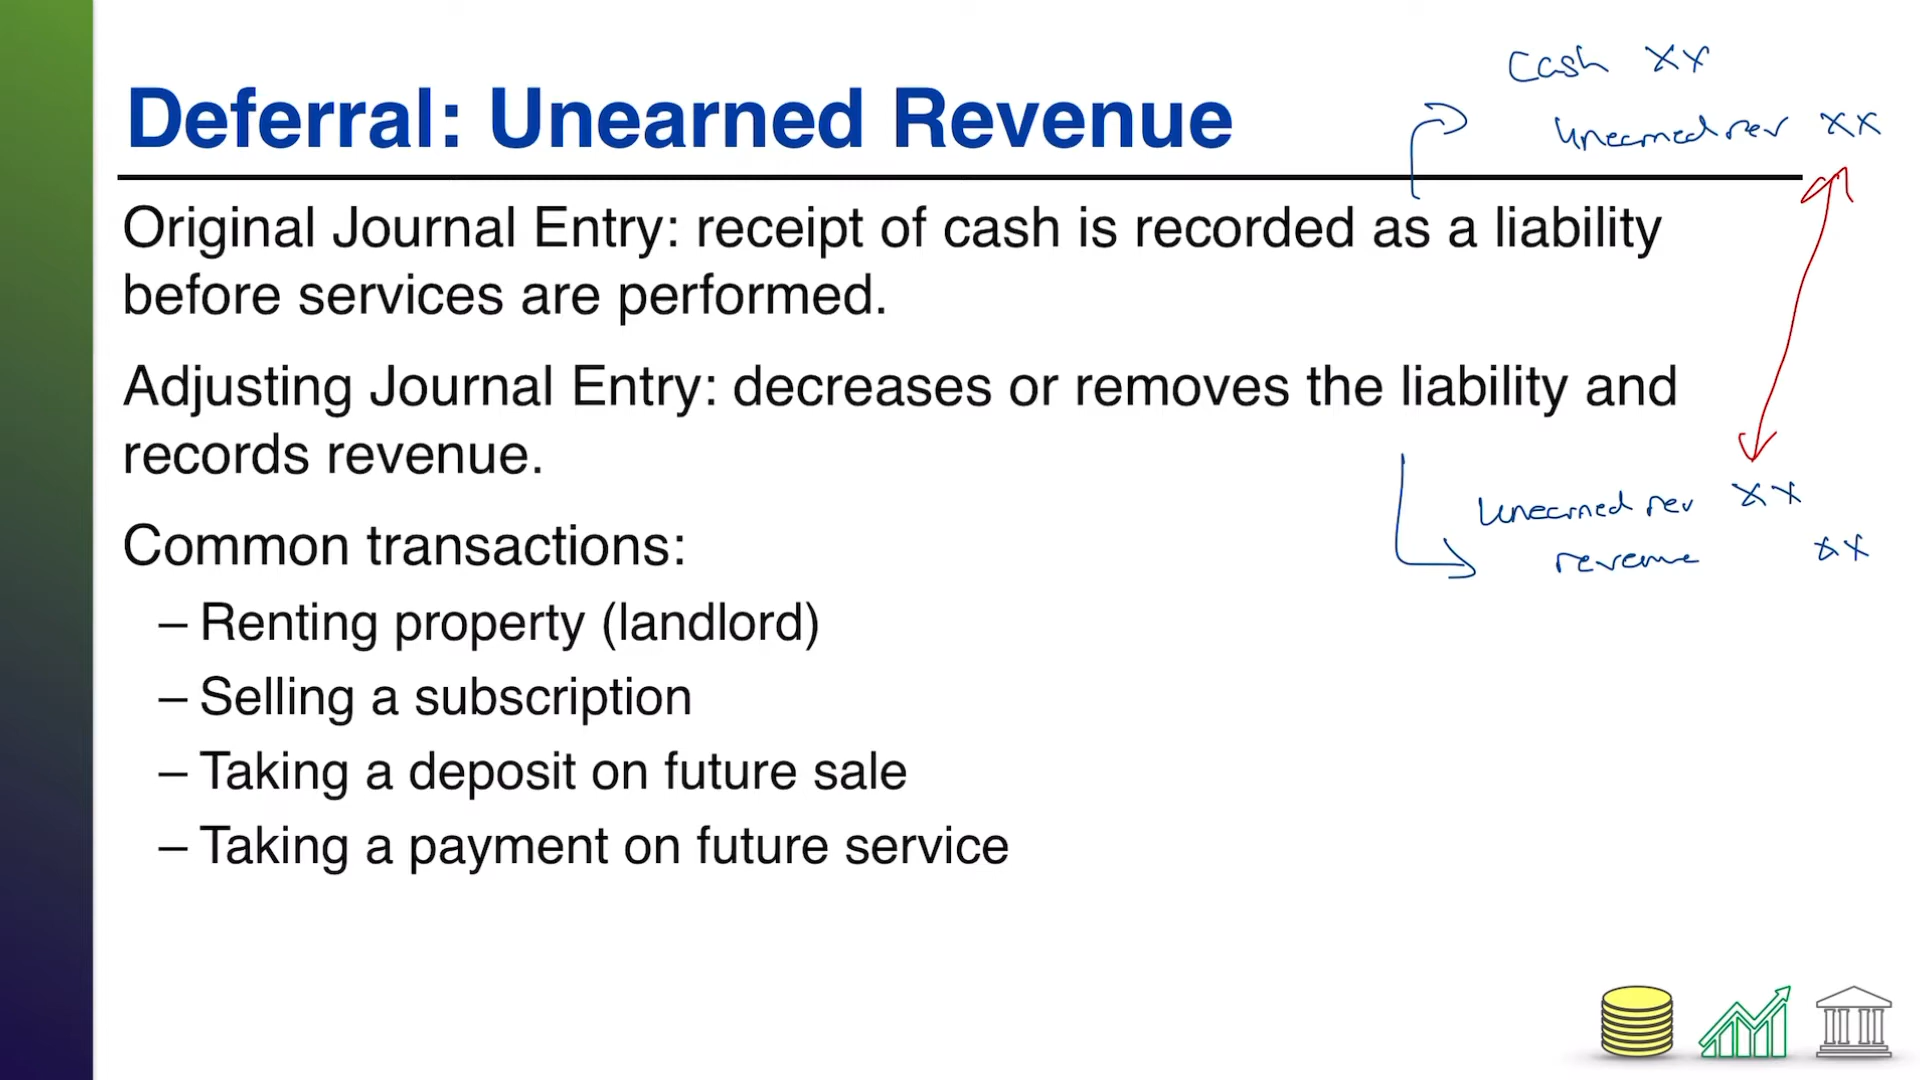 Cash XX
Unearned rev XX
Deferral: Unearned Revenue
Original Journal Entry: receipt of cash is recorded as a liability
before services are performed.
Adjusting Journal Entry: decreases or removes the liability and
records revenue.
Unearned rev XX
revenue XX
Common transactions:
– Renting property (landlord)
– Selling a subscription
– Taking a deposit on future sale
– Taking a payment on future service